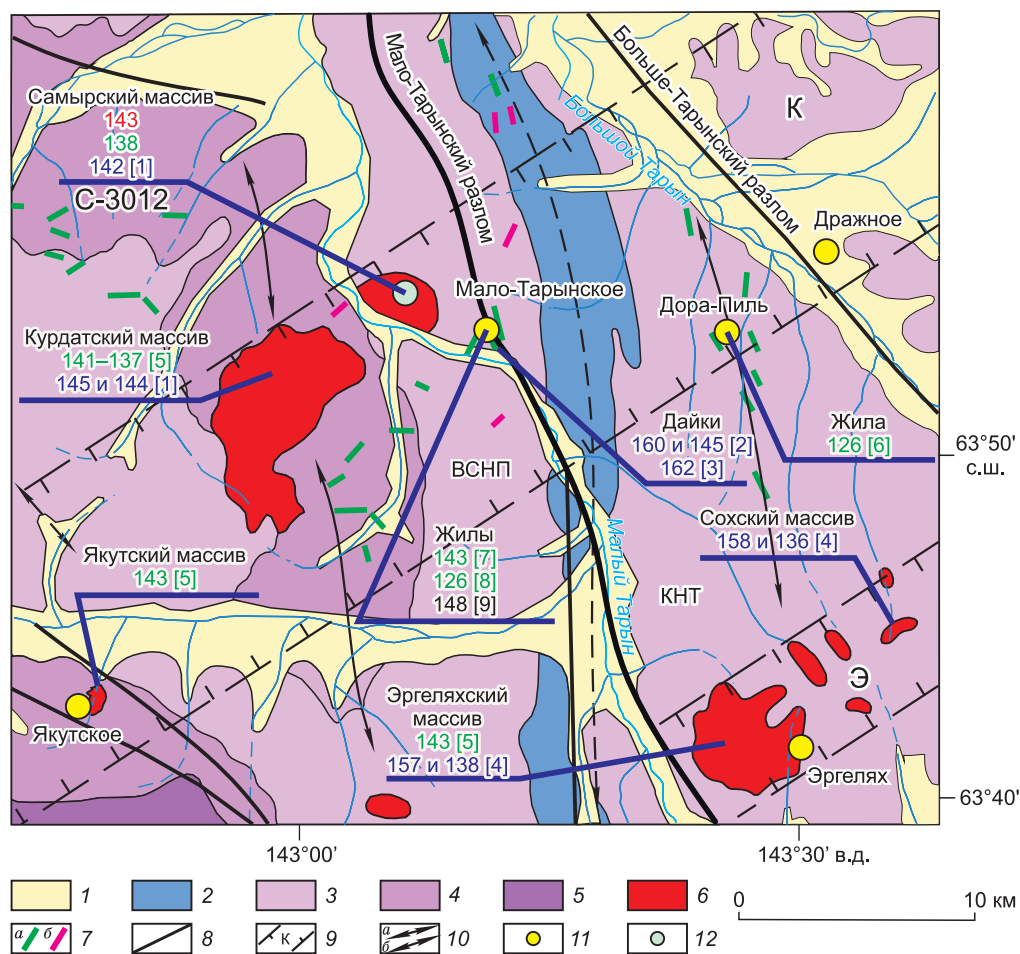 Самырский массив
143
138
142 [1]
С-3012
Мало-Тарынский разлом
Больше-Тарынский разлом
Большой Тарын
К
Дражное
Мало-Тарынское
Дора-Пиль
Курдатский массив
141–137 [5]
145 и 144 [1]
Дайки
160 и 145 [2]
162 [3]
Жила
126 [6]
63°50'
с.ш.
ВСНП
Якутский массив
143 [5]
Жилы
143 [7]
126 [8]
148 [9]
Малый Тарын
Сохский массив
158 и 136 [4]
КНТ
Э
Эргеляхский
массив
143 [5]
157 и 138 [4]
Якутское
Эргелях
63°40'
143°00'
143°30' в.д.
1
2
3
4
5
6
0
10 км
а
б
7
8
К
9
а
б
10
11
12